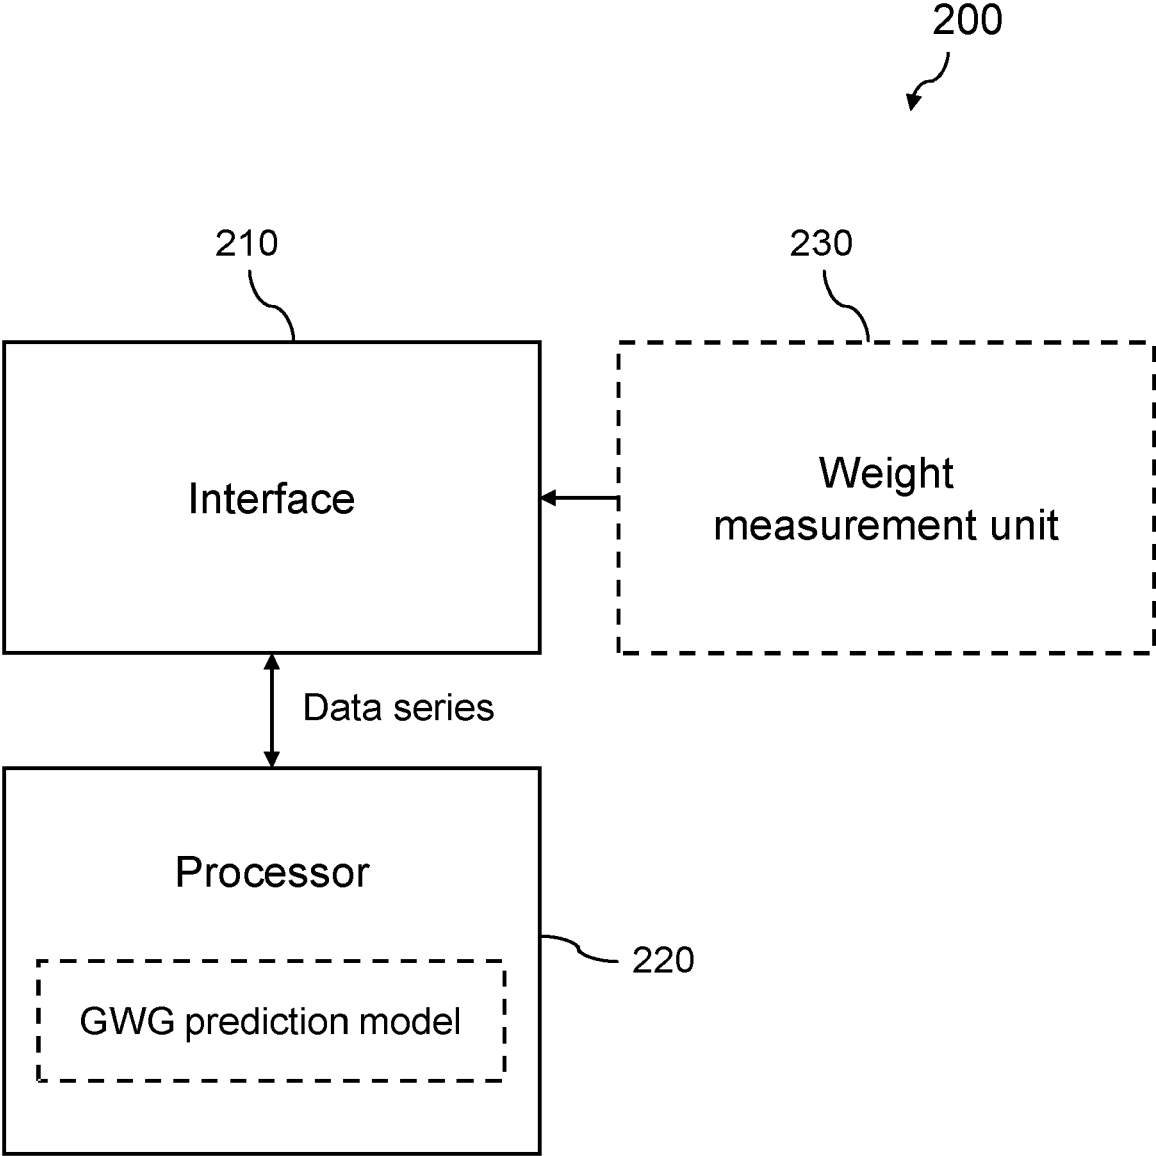 200
210
230
Interface
Weight
measurement unit
Data series
Processor
220
GWG prediction model